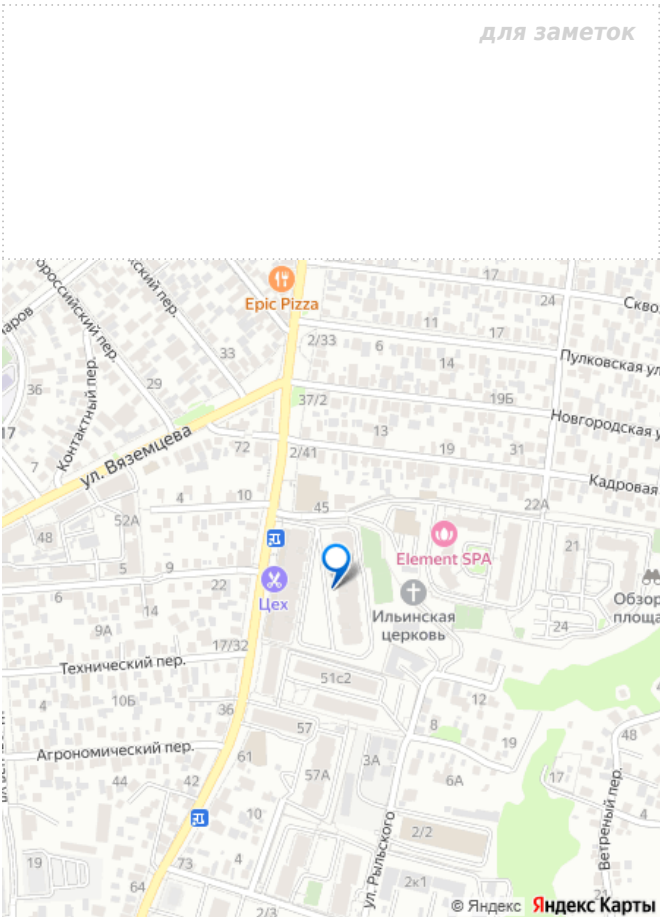 для заметок
17
24
Сквоз
Epic Pizza
ороссийский пер.
ский пер.
чаров
2/33
11
17
6
14
Пулковская ул
33
29
36
Контактный пер.
37/2
19Б
Новгородская у
17
ул. Вяземцева
13
72
2/41
19
31
7
Кадровая
4
10
45
22А
52А
48
Element SPA
21
5
9
Цех
22
6
14
Ильинская
церковь
Обзор
площа
24
9А
17/32
Технический пер.
51с2
4
10Б
36
12
57
8
19
48
Агрономический пер.
61
3А
44
42
57А
6А
17
Ветреный пер.
4
10
ул. Рыльского
2/2
19
73
4
64
2к1
2/3
21
© Яндекс Яндекс Карты